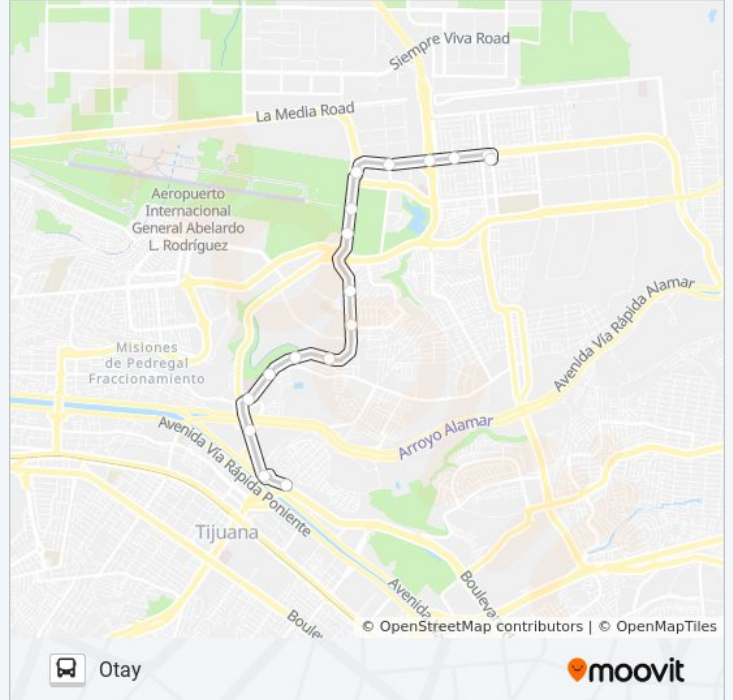 Siempre Viva Road
La Media Road
Aeropuerto
Internacional
General Abelardo
L. Rodríguez
Misiones
de Pedregal
Fraccionamiento
Avenida Vía Rápida Alamar
Arroyo Alamar
Avenida Vía Rápida Poniente
Tijuana
Avenida
Bouleva
Boule
© OpenStreetMap contributors | © OpenMapTiles
Otay
moovit